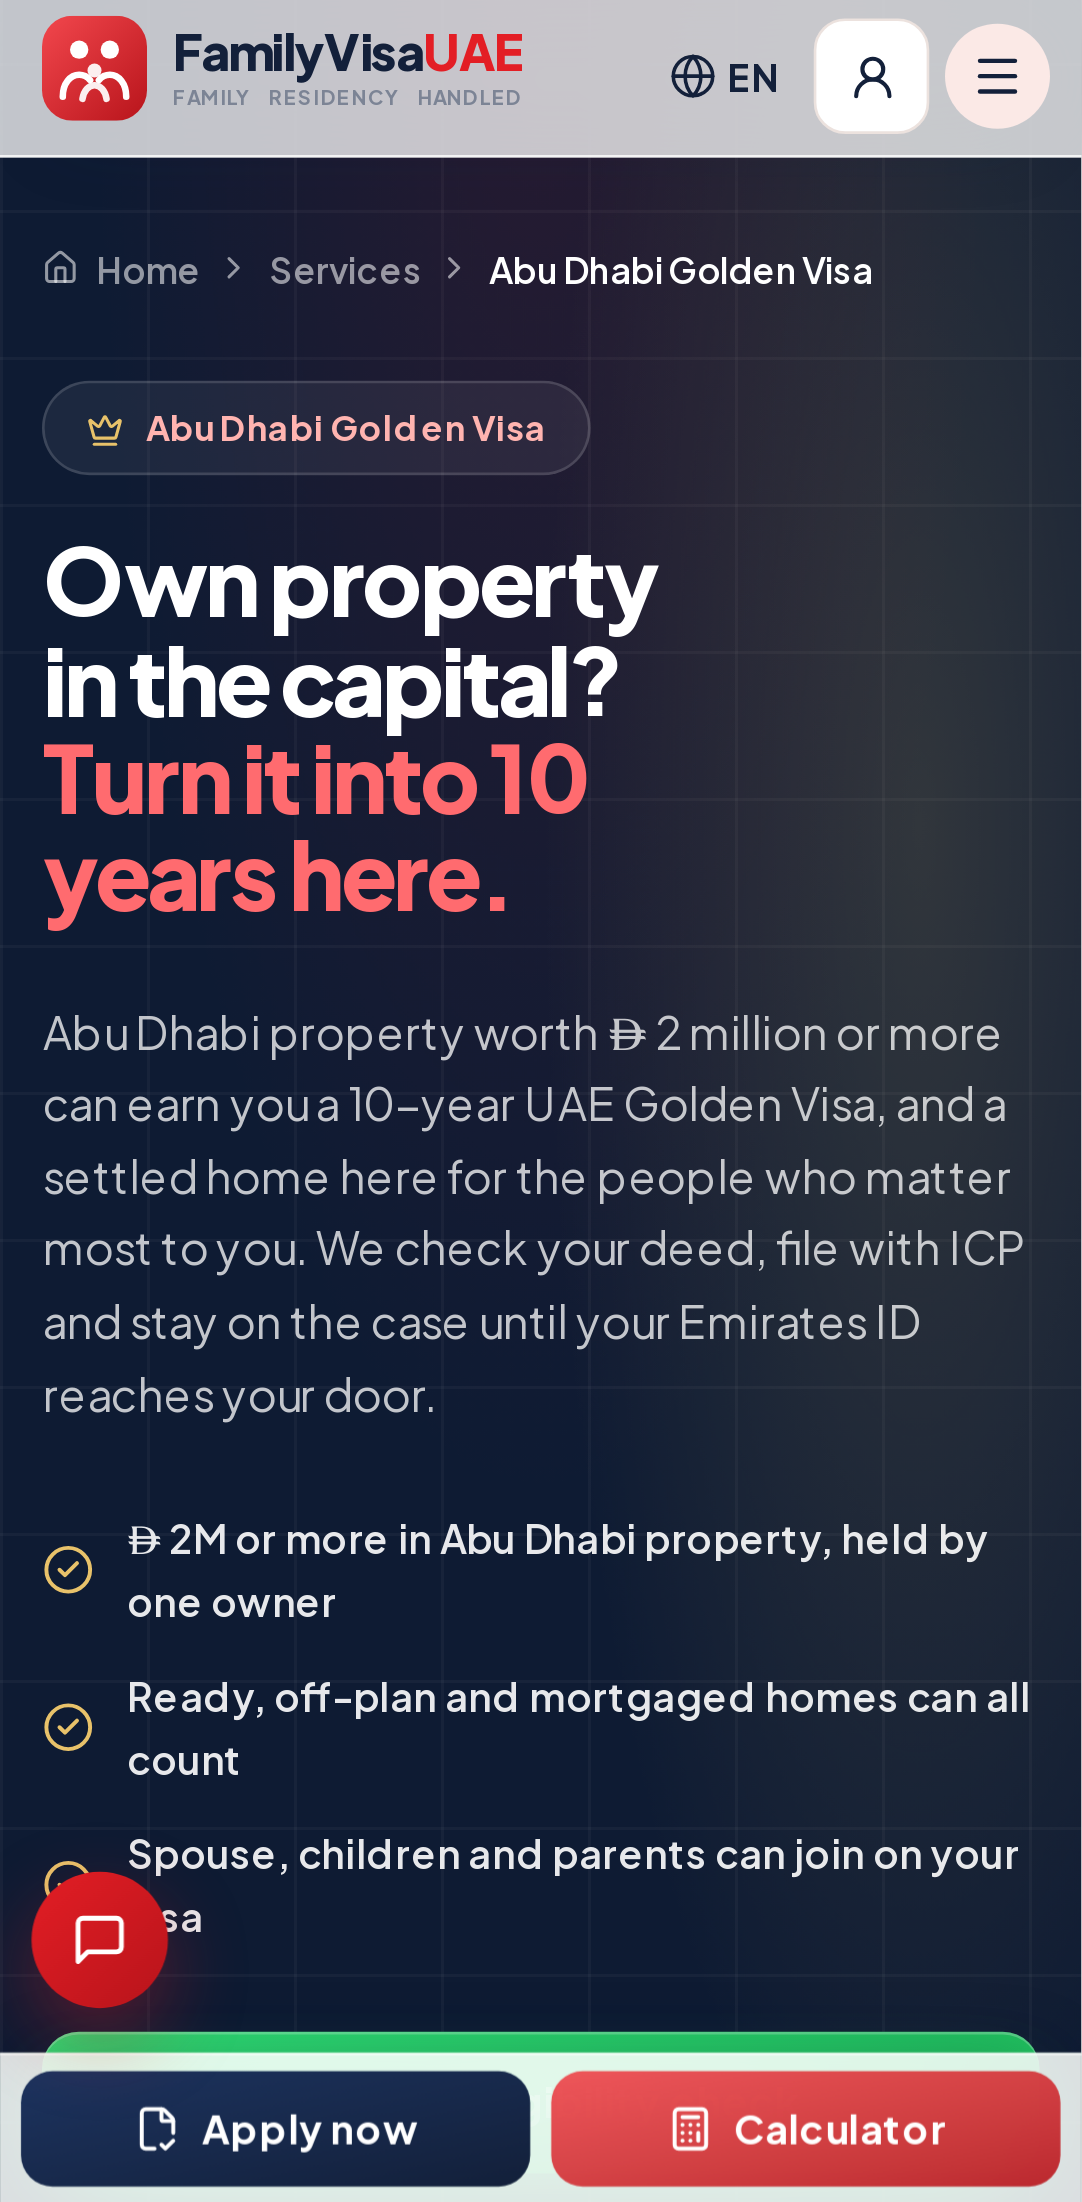 FamilyVisaUAE
FAMILY RESIDENCY HANDLED
EN
Home > Services > Abu Dhabi Golden Visa
Abu Dhabi Golden Visa
Own property
in the capital?
Turn it into 10
years here.
Abu Dhabi property worth 2 million or more
can earn you a 10-year UAE Golden Visa, and a
settled home here for the people who matter
most to you. We check your deed, file with ICP
and stay on the case until your Emirates ID
reaches your door.
2M or more in Abu Dhabi property, held by
one owner
Ready, off-plan and mortgaged homes can all
count
Spouse, children and parents can join on your
Apply now
Calculator